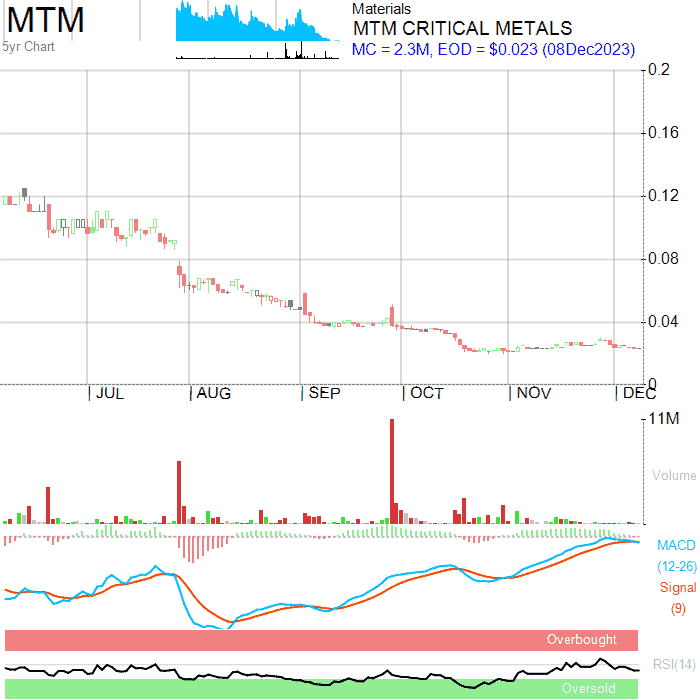 MTM
5yr Chart
Materials
MTM CRITICAL METALS
MC = 2.3M, EOD = $0.023 (08Dec2023)
0.2
0.16
0.12
0.08
0.04
0
JUL
AUG
SEP
OCT
NOV
DEC
11M
Volume
MACD
(12-26)
Signal
(9)
Overbought
RSI(14)
Oversold